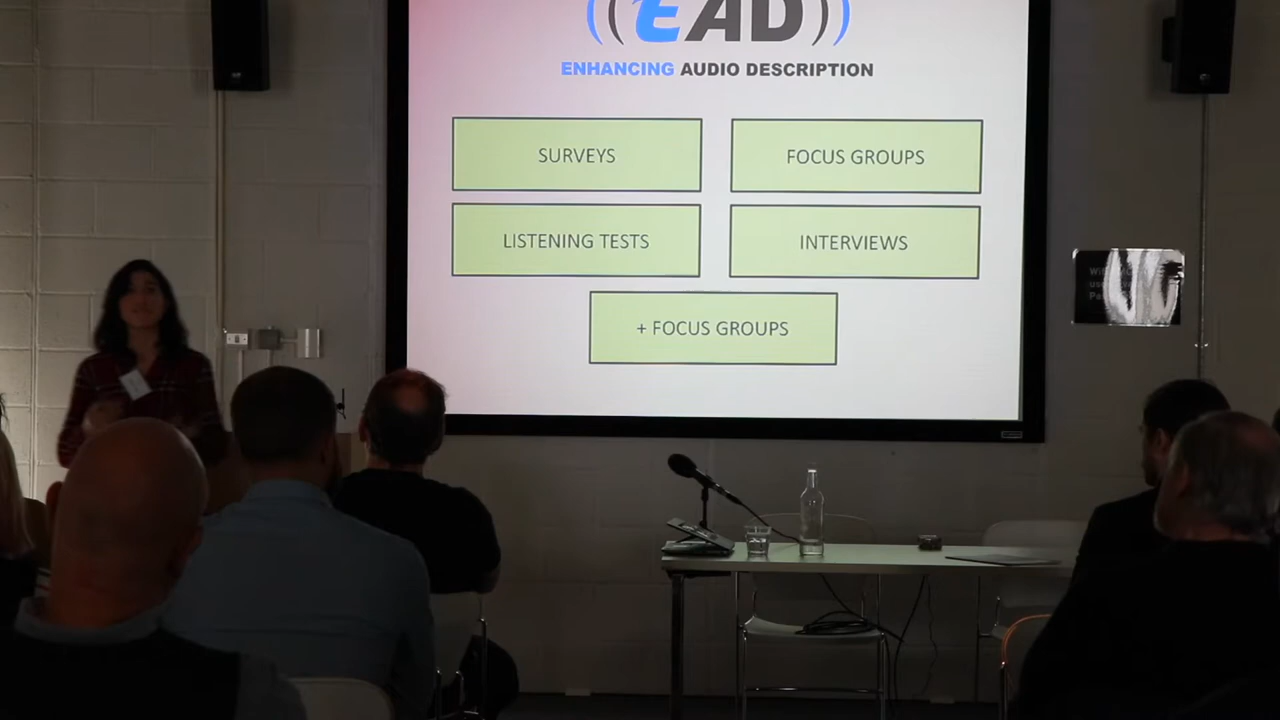 ((EAD))
ENHANCING AUDIO DESCRIPTION
SURVEYS
FOCUS GROUPS
LISTENING TESTS
INTERVIEWS
+ FOCUS GROUPS